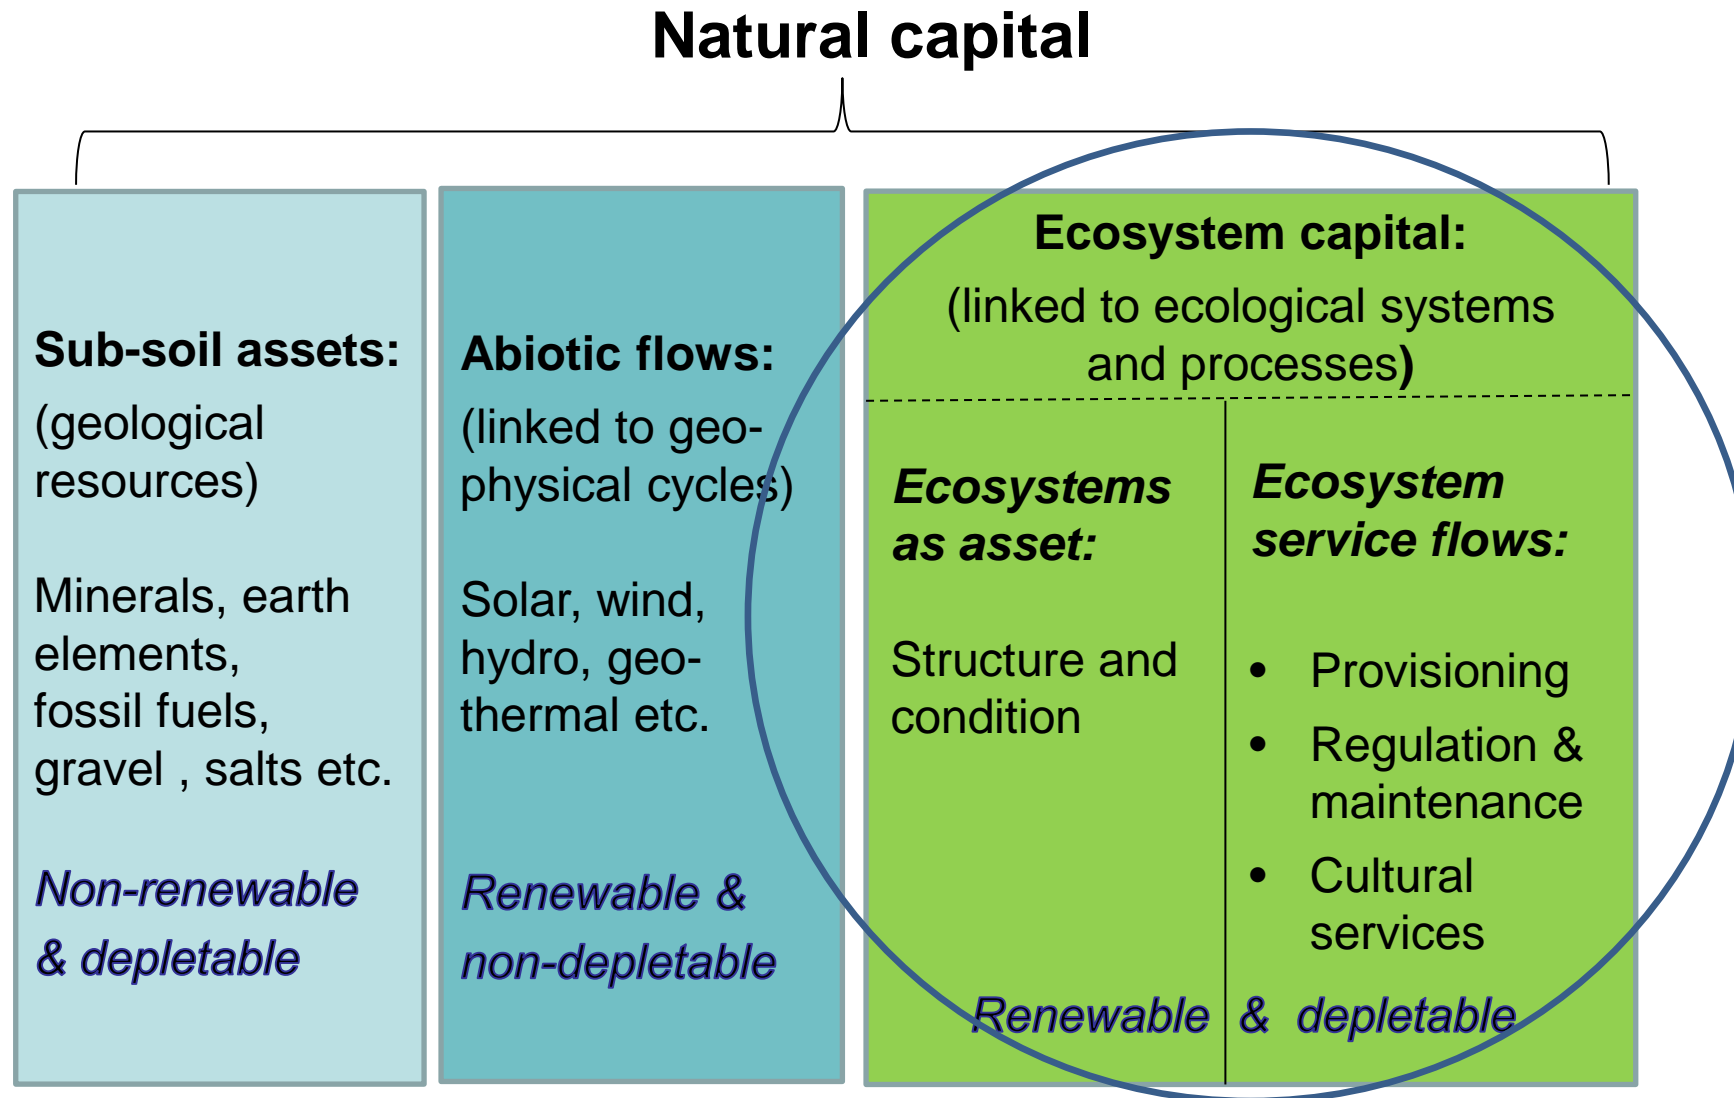 Natural capital
Sub-soil assets:
(geological
resources)
Minerals, earth
elements,
fossil fuels,
gravel , salts etc.
Non-renewable
& depletable
Abiotic flows:
(linked to geo-
physical cycles)
Solar, wind,
hydro, geo-
thermal etc.
Renewable &
non-depletable
Ecosystem capital:
(linked to ecological systems
and processes)
Ecosystems
as asset:
Structure and
condition
Ecosystem
service flows:
• Provisioning
• Regulation &
maintenance
• Cultural
services
Renewable & depletable